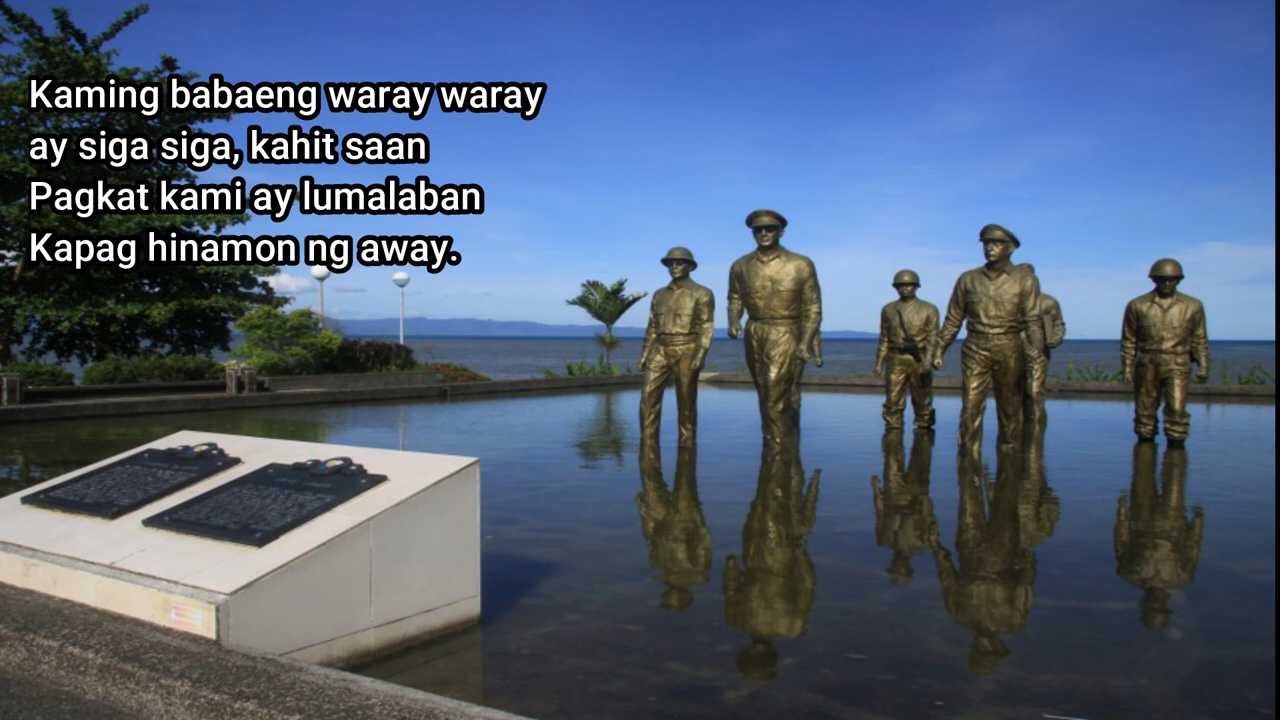 Kaming babaeng waray waray
ay siga siga, kahit saan
Pagkat kami ay lumalaban
Kapag hinamon ng away.